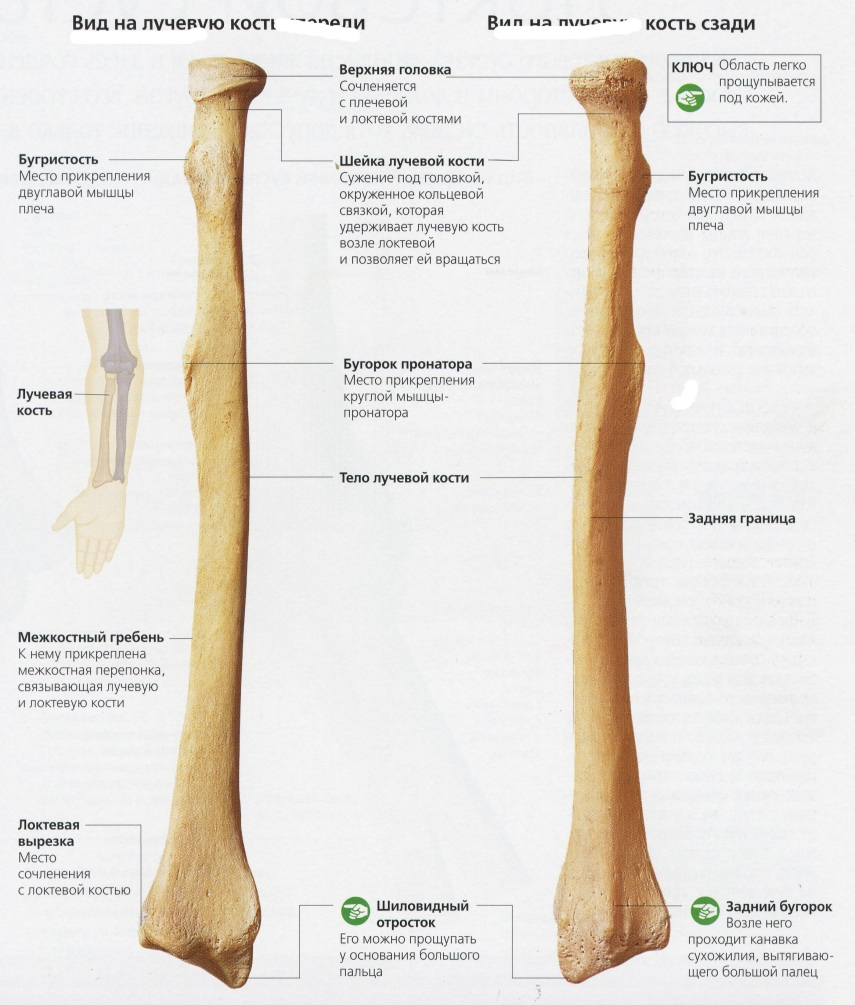 Вид на лучевую кость спереди
Вид на лучевую кость сзади
КЛЮЧ Область легко
прощупывается
под кожей.
Верхняя головка
Сочленяется
с плечевой
и локтевой костями
Бугристость
Место прикрепления
двуглавой мышцы
плеча
Шейка лучевой кости
Сужение под головкой,
окруженное кольцевой
связкой, которая
удерживает лучевую кость
возле локтевой
и позволяет ей вращаться
Бугристость
Место прикрепления
двуглавой мышцы
плеча
Лучевая
кость
Бугорок пронатора
Место прикрепления
круглой мышцы-
пронатора
Тело лучевой кости
Задняя граница
Межкостный гребень
К нему прикреплена
межкостная перепонка,
связывающая лучевую
и локтевую кости
Локтевая
вырезка
Место
сочленения
с локтевой костью
Шиловидный
отросток
Его можно прощупать
у основания большого
пальца
Задний бугорок
Возле него
проходит канавка
сухожилия, вытягиваю-
щего большой палец